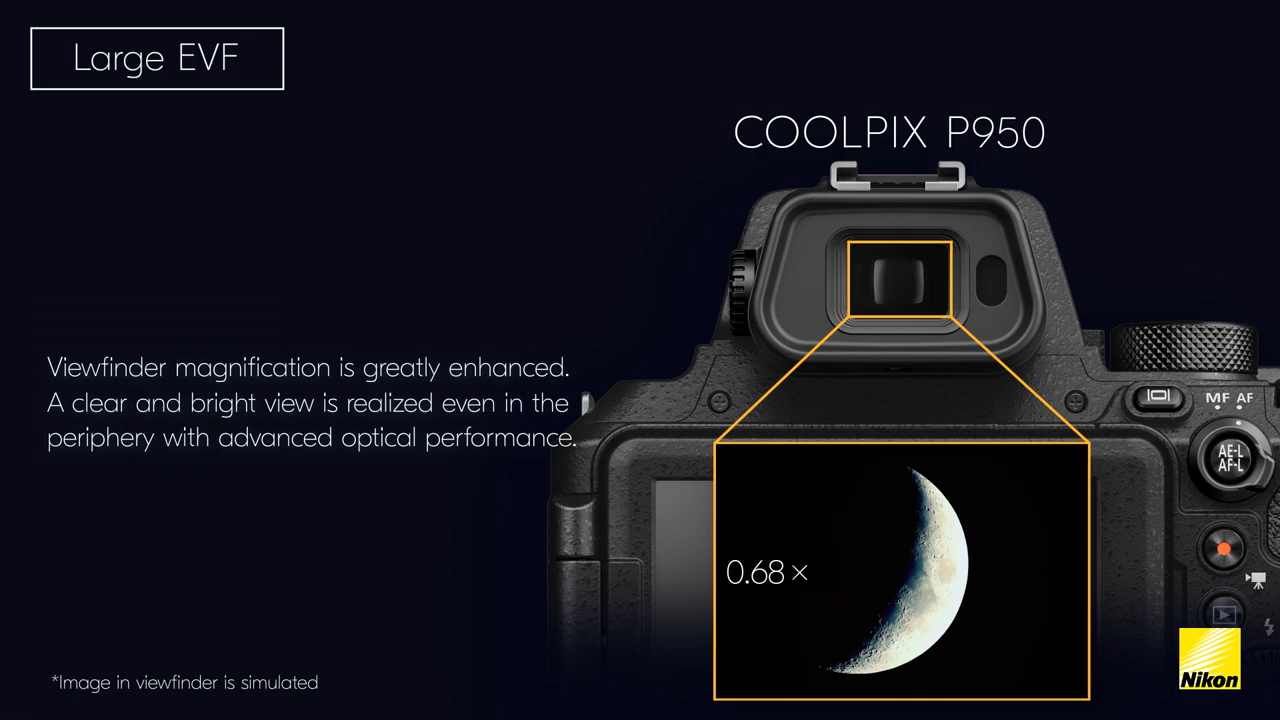 Large EVF
COOLPIX P950
Viewfinder magnification is greatly enhanced.
A clear and bright view is realized even in the
periphery with advanced optical performance.
MF AF
AE-L
AF-L
0.68×
*Image in viewfinder is simulated
Nikon